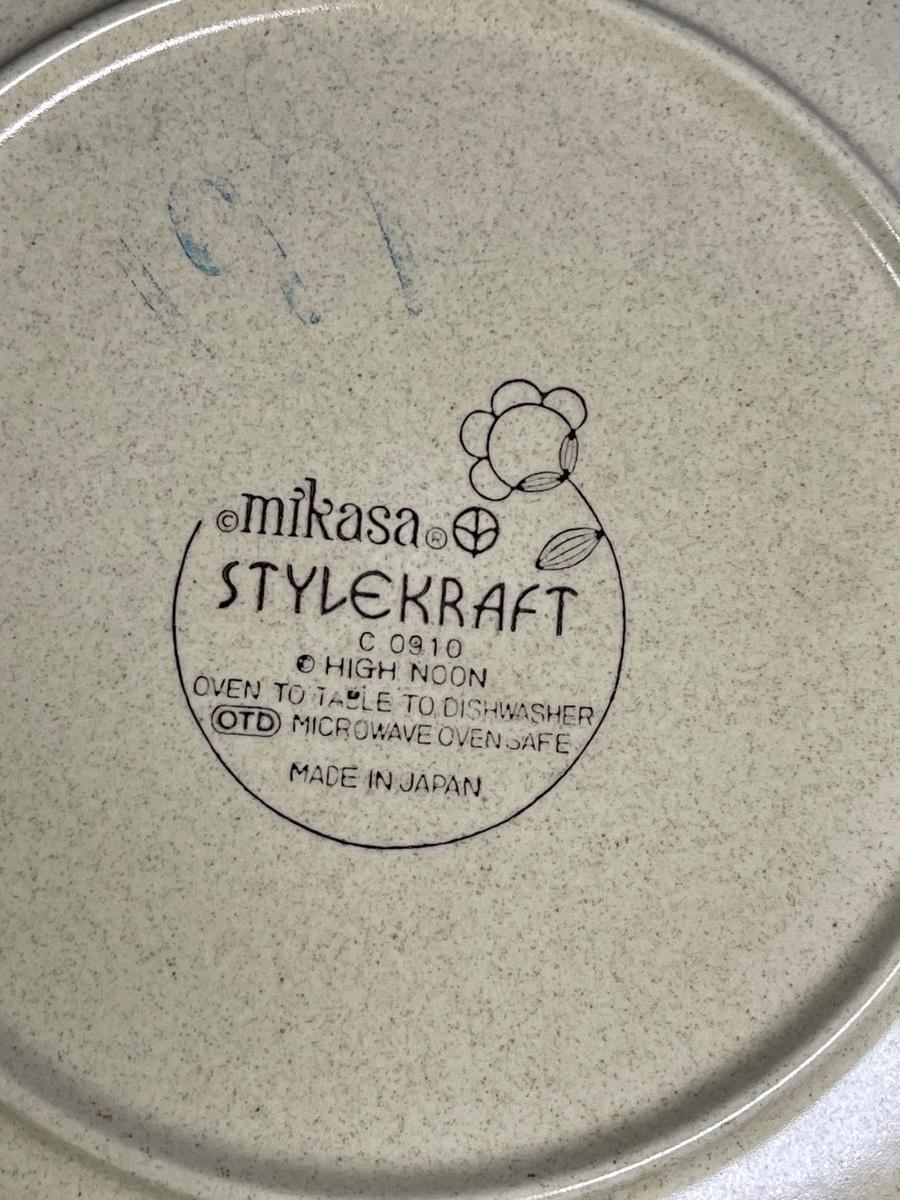 ©mikasa®
STYLEKRAFT
C 0910
© HIGH NOON
OVEN TO TABLE TO DISHWASHER
OTD MICROWAVE OVEN SAFE
MADE IN JAPAN